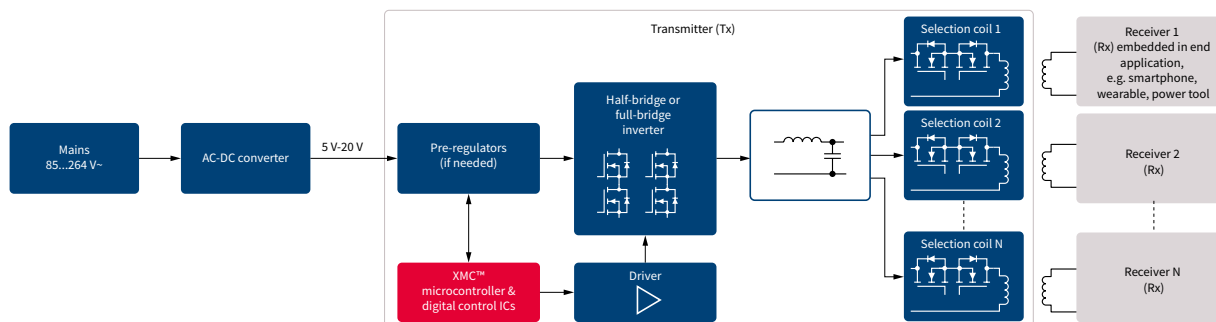 Transmitter (Tx)
Mains
85...264 V~
AC-DC converter
5 V-20 V
Pre-regulators
(if needed)
XMC™
microcontroller &
digital control ICs
Half-bridge or
full-bridge
inverter
Driver
Selection coil 1
Selection coil 2
Selection coil N
Receiver 1
(Rx) embedded in end
application,
e.g. smartphone,
wearable, power tool
Receiver 2
(Rx)
Receiver N
(Rx)